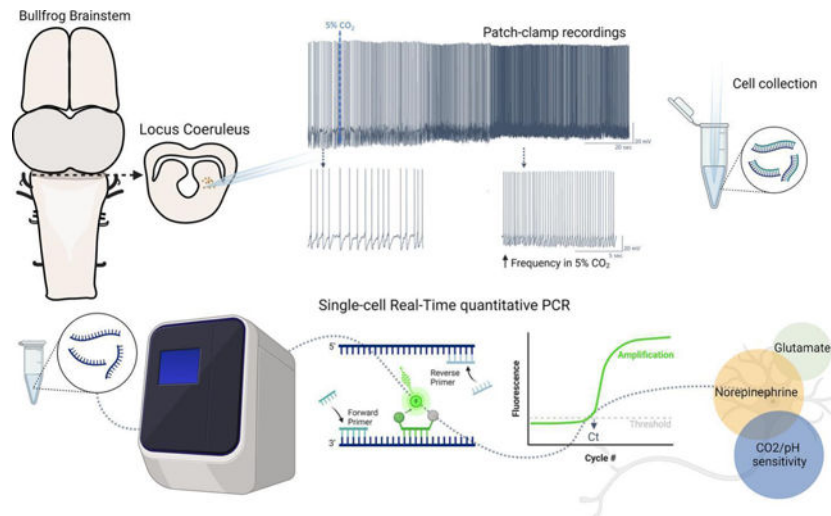 Bullfrog Brainstem
5% CO₂
Patch-clamp recordings
Cell collection
Locus Coeruleus
20 mV
20 sec
20 mV
5 sec
↑ Frequency in 5% CO₂
Single-cell Real-Time quantitative PCR
5'
Reverse
Primer
Forward
Primer
3'
Fluorescence
Amplification
Threshold
Ct
Cycle #
Glutamate
Norepinephrine
CO2/pH
sensitivity